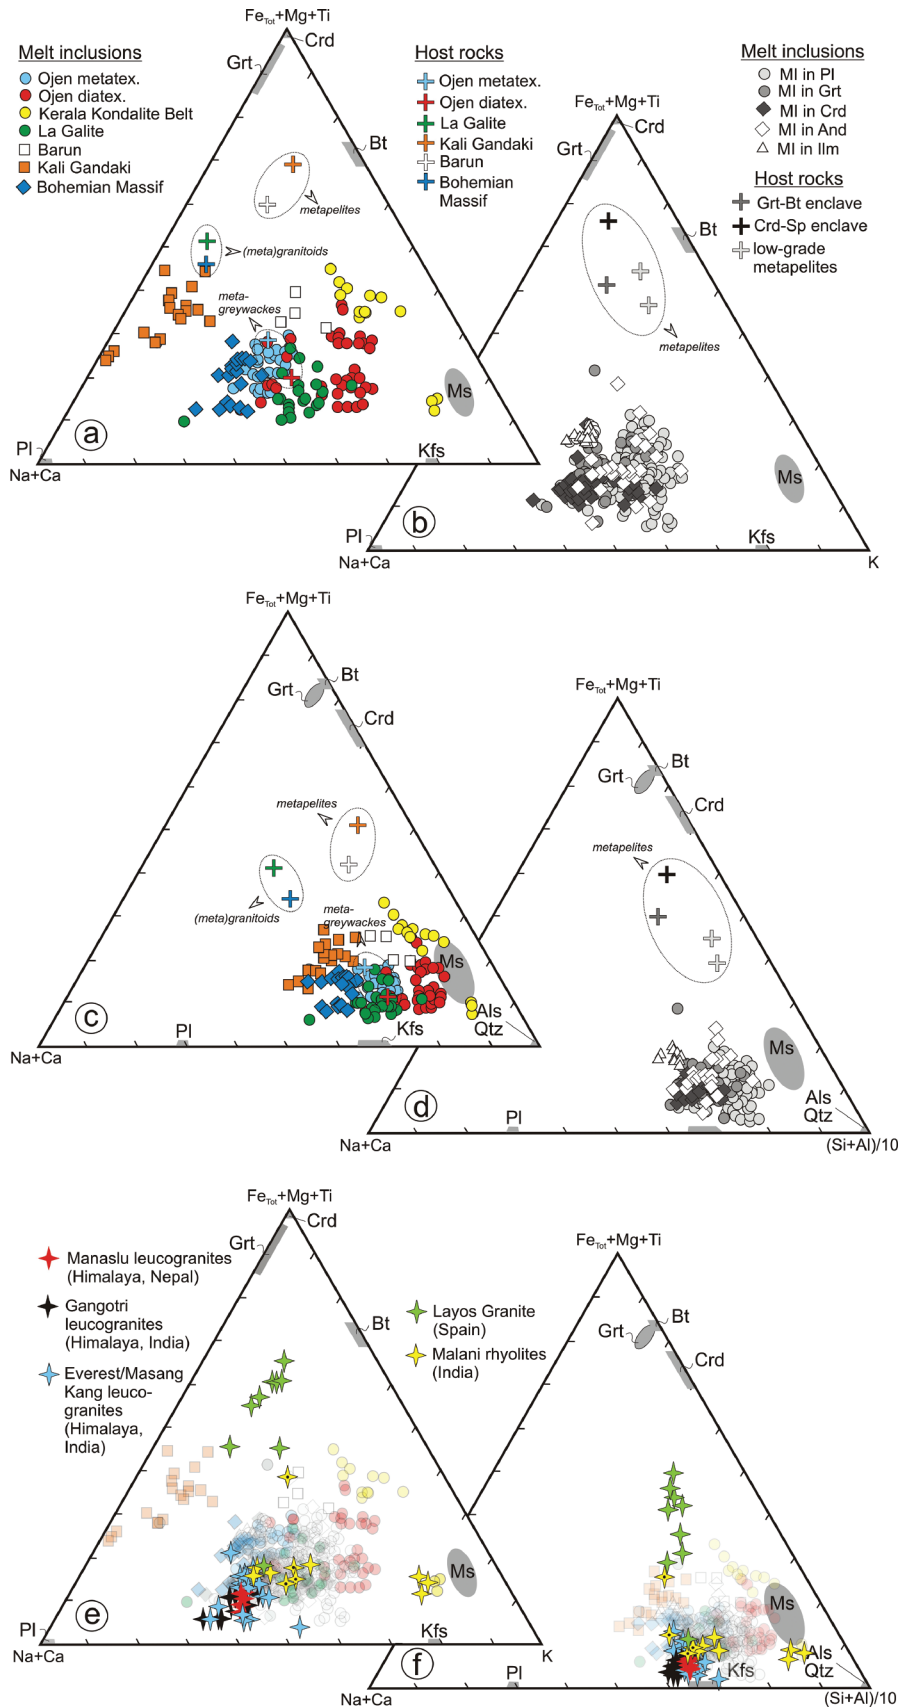 Fe_Tot+Mg+Ti
Crd
Grt
Melt inclusions
Ojen metatex.
Ojen diatex.
Kerala Kondalite Belt
La Galite
Barun
Kali Gandaki
Bohemian Massif
Host rocks
Ojen metatex.
Ojen diatex.
La Galite
Kali Gandaki
Barun
Bohemian
Massif
Bt
metapelites
(meta)granitoids
meta-
greywackes
Ms
a
Pl
Na+Ca
Kfs
Melt inclusions
MI in Pl
MI in Grt
MI in Crd
MI in And
MI in Ilm
Host rocks
Grt-Bt enclave
Crd-Sp enclave
low-grade
metapelites
Fe_Tot+Mg+Ti
Crd
Grt
Bt
metapelites
Ms
b
Pl
Na+Ca
Kfs
K
Fe_Tot+Mg+Ti
Bt
Grt
Crd
metapelites
(meta)granitoids
meta-
greywackes
Ms
c
Pl
Kfs
Als
Qtz
Na+Ca
Fe_Tot+Mg+Ti
Bt
Grt
Crd
metapelites
Ms
d
Pl
Als
Qtz
Na+Ca
(Si+Al)/10
Fe_Tot+Mg+Ti
Crd
Grt
Manaslu leucogranites
(Himalaya, Nepal)
Gangotri
leucogranites
(Himalaya, India)
Everest/Masang
Kang leuco-
granites
(Himalaya,
India)
Layos Granite
(Spain)
Malani rhyolites
(India)
Bt
Ms
e
Pl
Na+Ca
Kfs
K
Fe_Tot+Mg+Ti
Bt
Grt
Crd
Ms
f
Pl
Kfs
Als
Qtz
Na+Ca
(Si+Al)/10